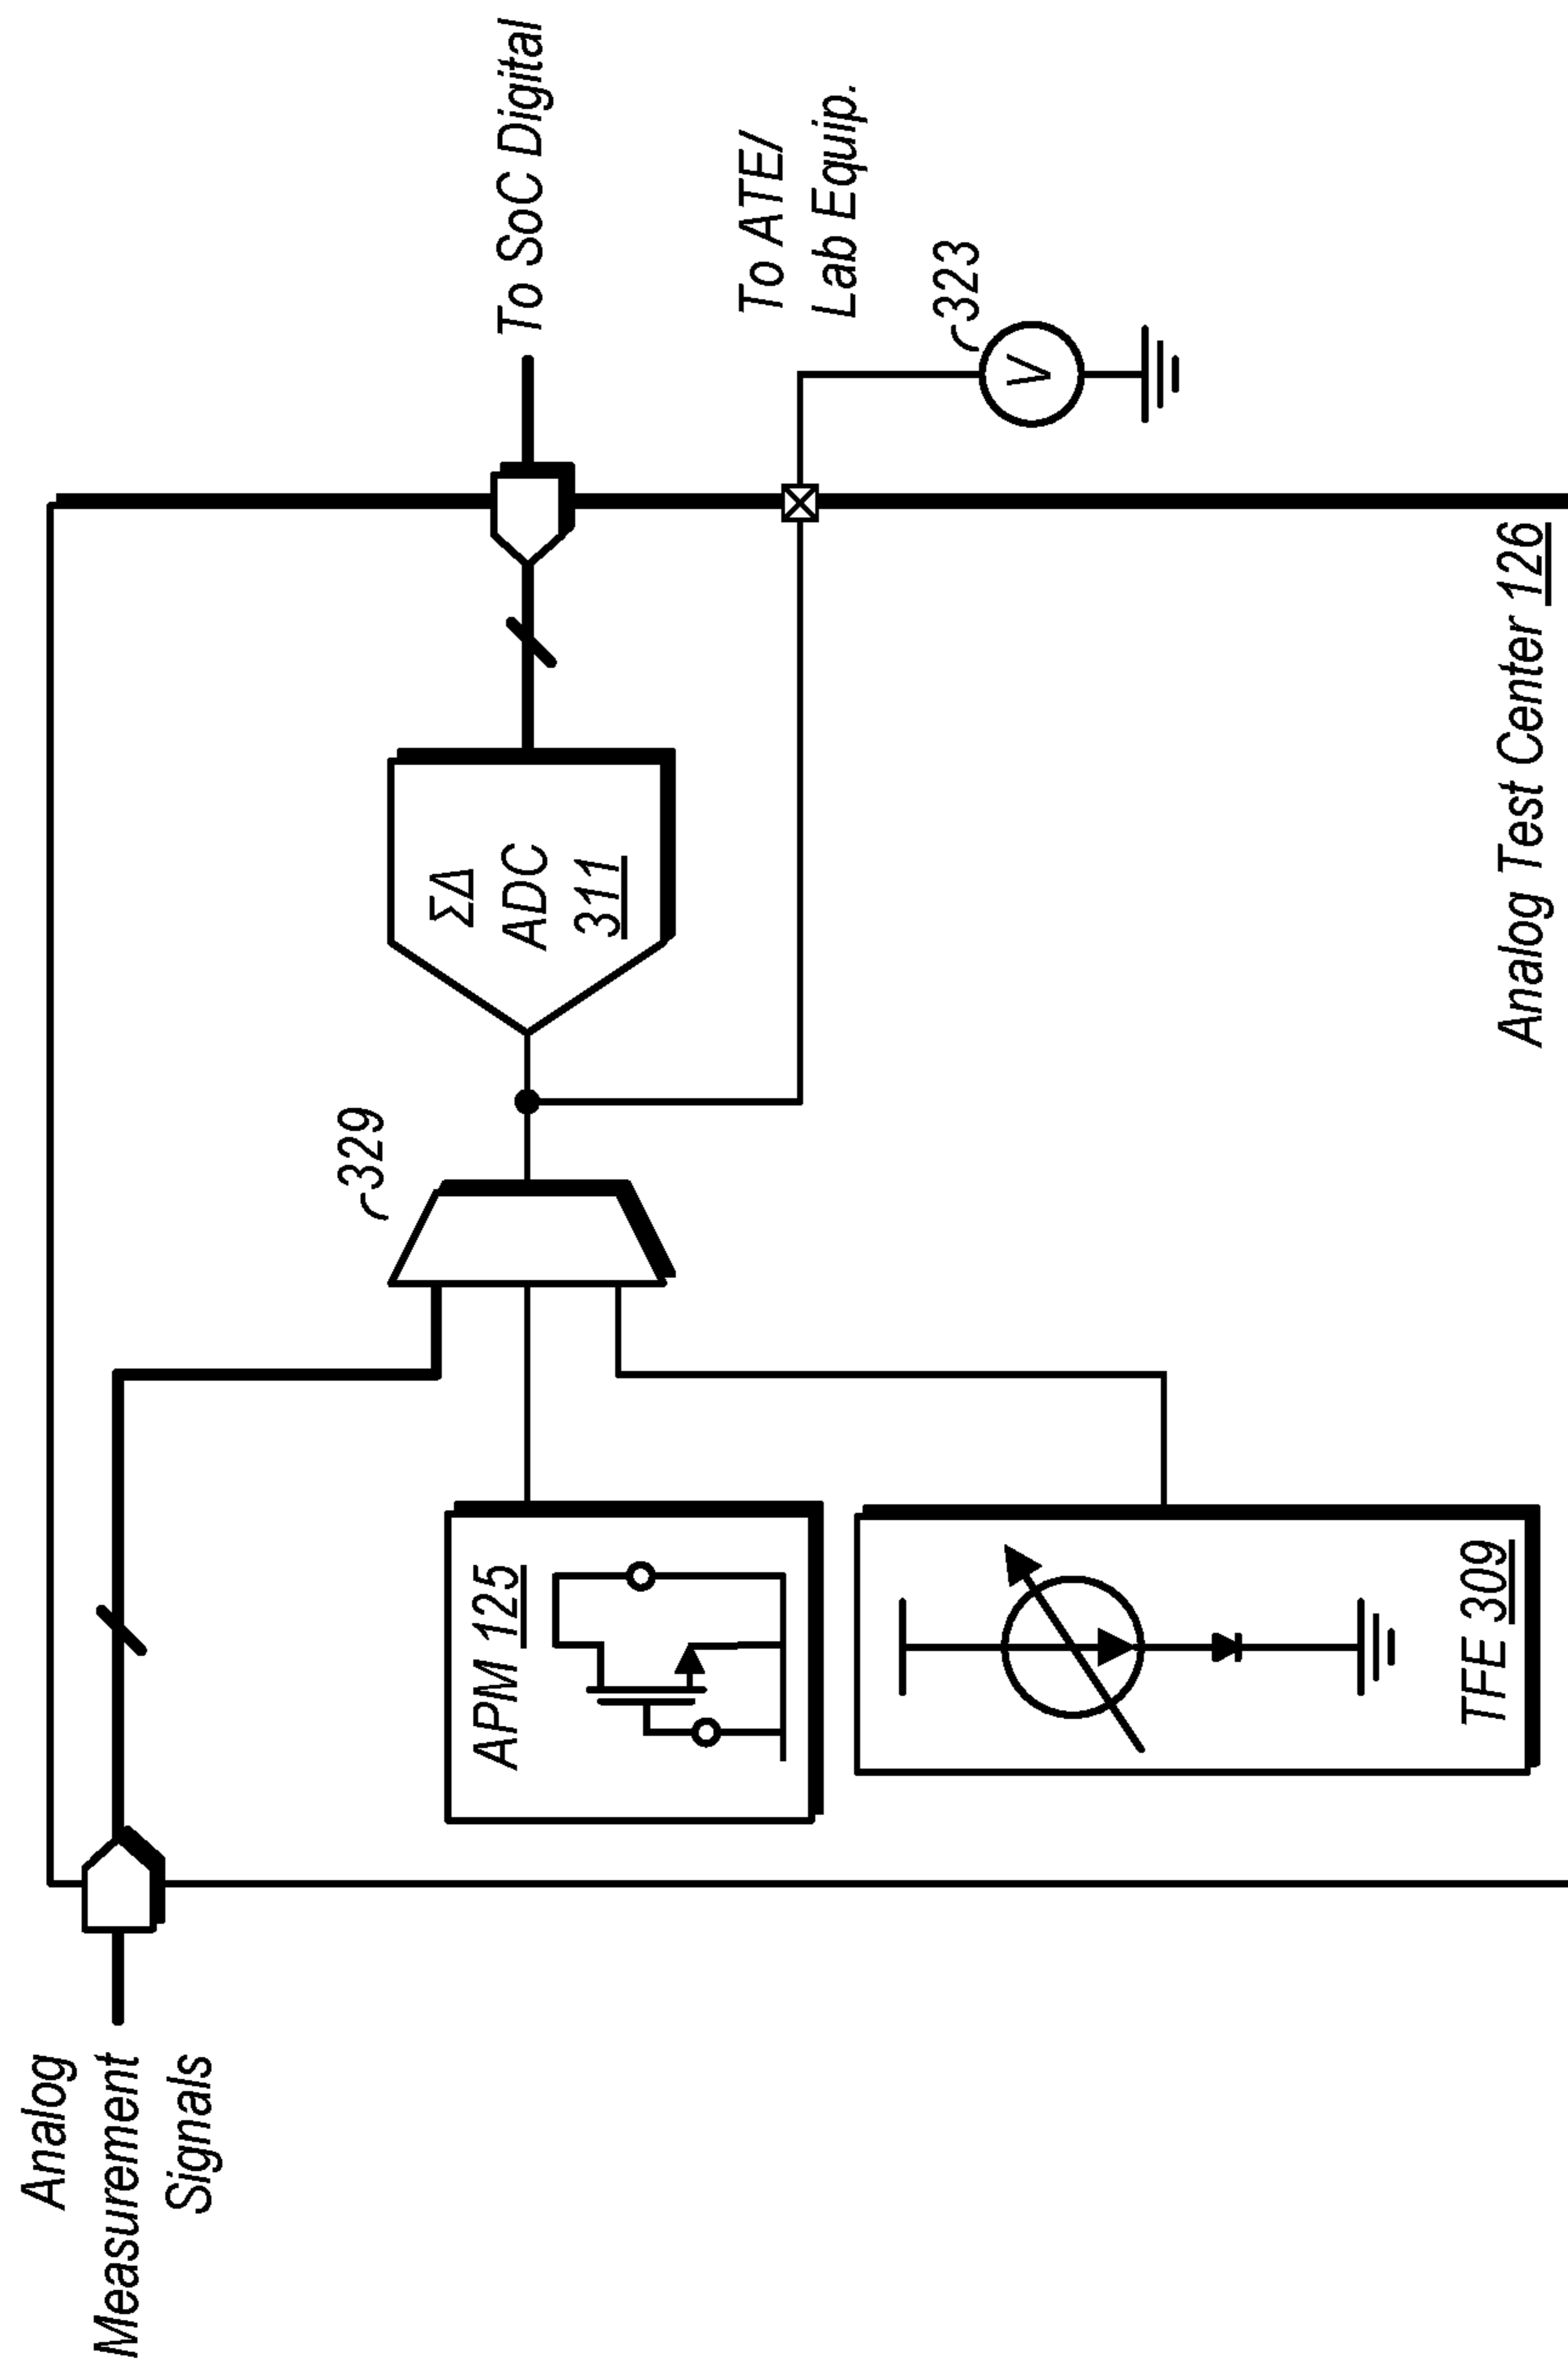 Analog
Measurement
Signals
329
ΣΔ
ADC
311
To SoC Digital
APM 125
To ATE/
Lab Equip.
323
V
TFE 309
Analog Test Center 126